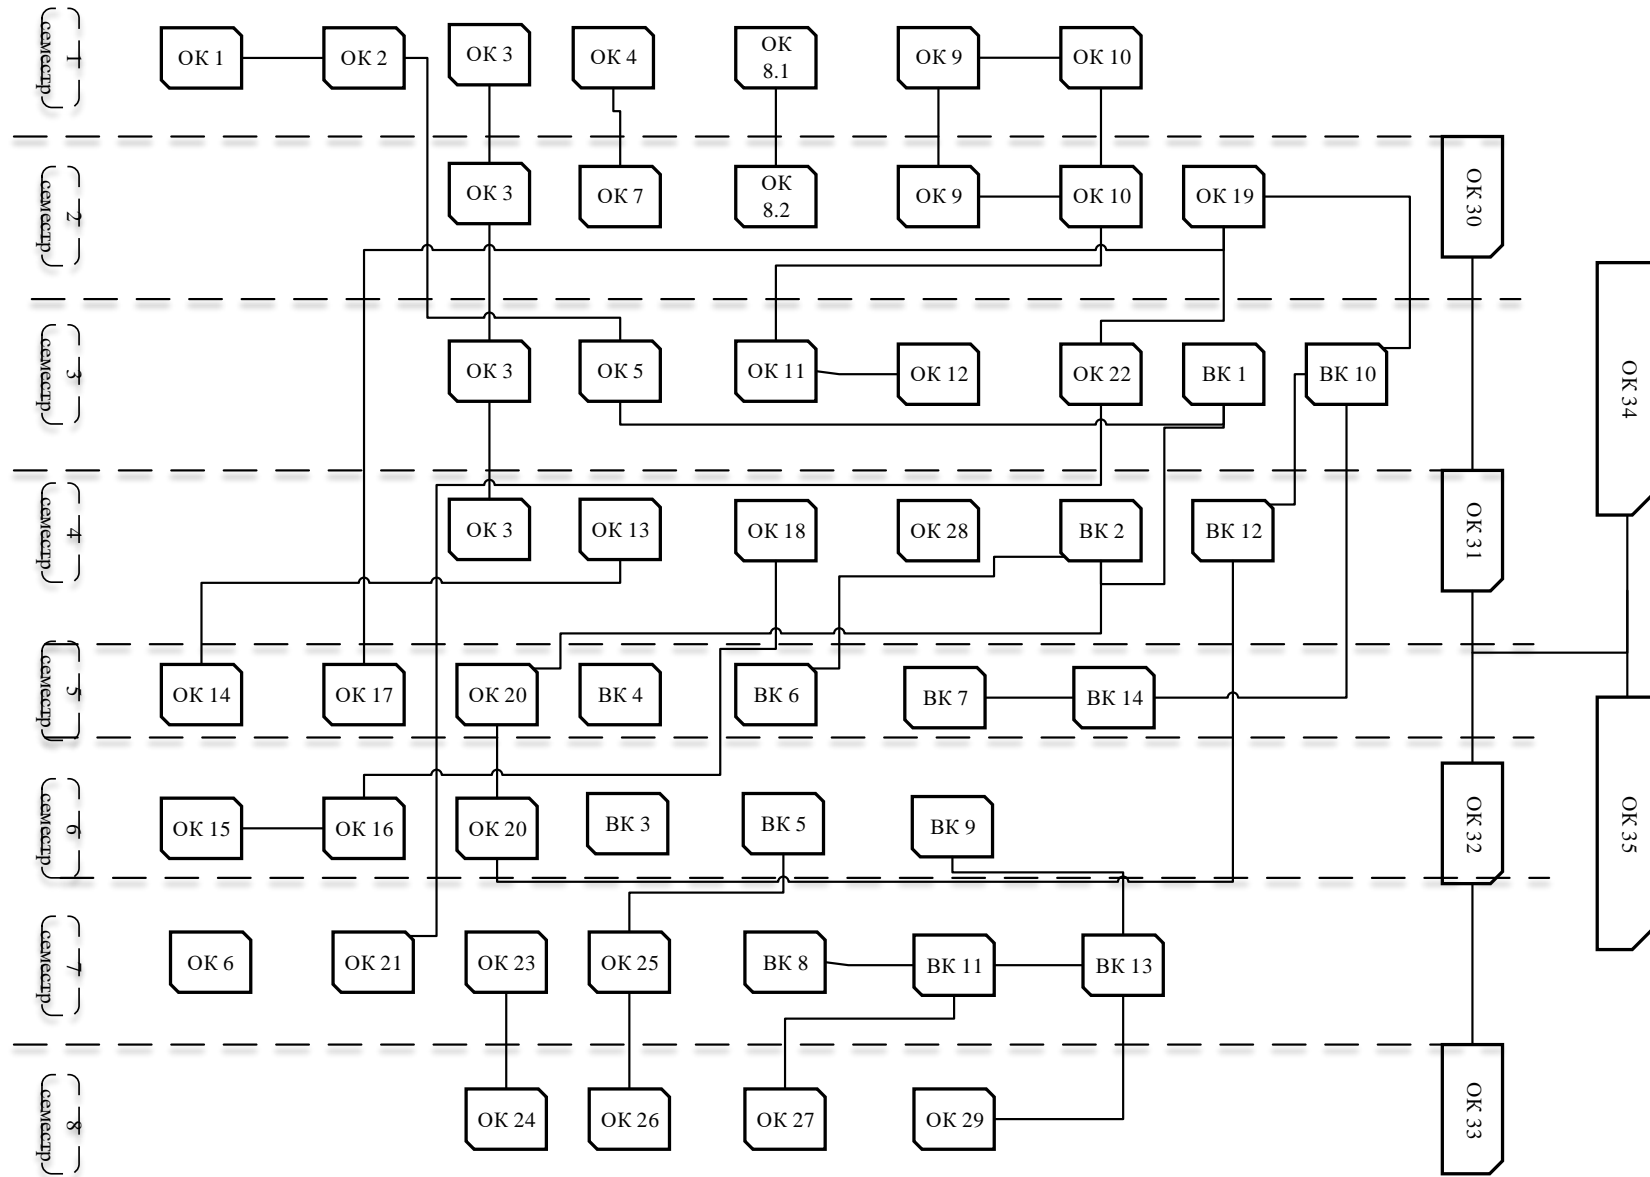 1 семестр
ОК 1
ОК 2
ОК 3
ОК 4
ОК
8.1
ОК 9
ОК 10
2 семестр
ОК 3
ОК 7
ОК
8.2
ОК 9
ОК 10
ОК 19
ОК 30
3 семестр
ОК 3
ОК 5
ОК 11
ОК 12
ОК 22
ВК 1
ВК 10
ОК 34
4 семестр
ОК 3
ОК 13
ОК 18
ОК 28
ВК 2
ВК 12
ОК 31
5 семестр
ОК 14
ОК 17
ОК 20
ВК 4
ВК 6
ВК 7
ВК 14
6 семестр
ОК 15
ОК 16
ОК 20
ВК 3
ВК 5
ВК 9
ОК 32
ОК 35
7 семестр
ОК 6
ОК 21
ОК 23
ОК 25
ВК 8
ВК 11
ВК 13
8 семестр
ОК 24
ОК 26
ОК 27
ОК 29
ОК 33